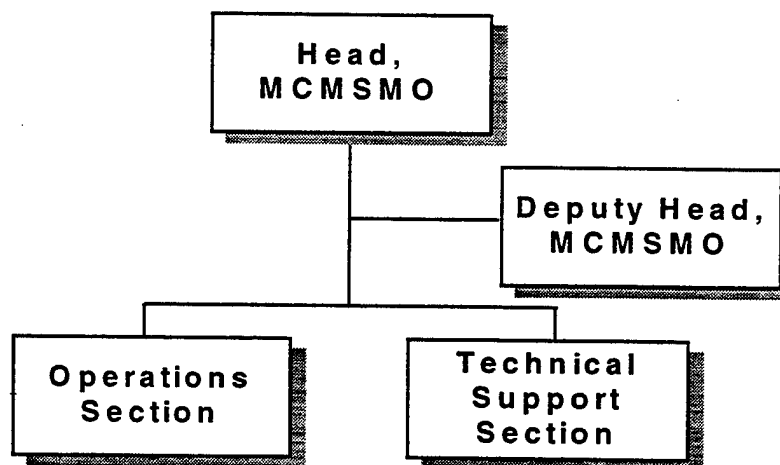 Head,
MCMSMO
Deputy Head,
MCMSMO
Operations
Section
Technical
Support
Section